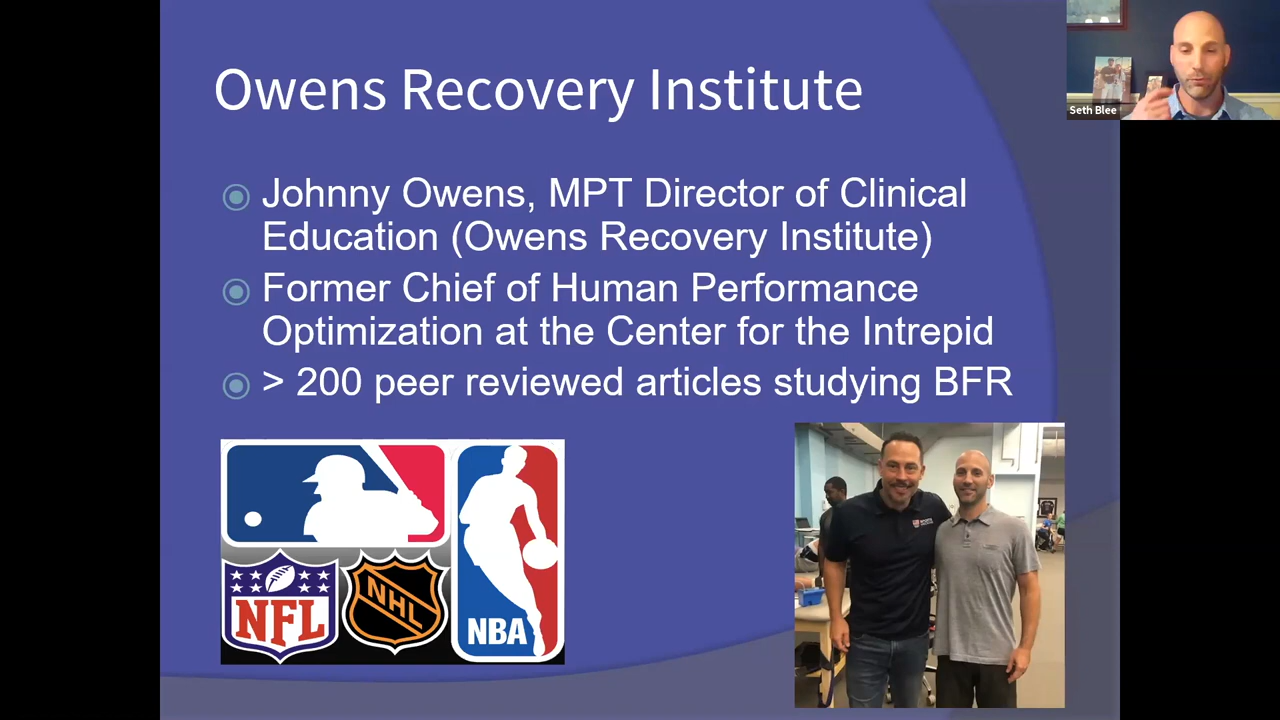 Owens Recovery Institute
Seth Blee
Johnny Owens, MPT Director of Clinical
Education (Owens Recovery Institute)
Former Chief of Human Performance
Optimization at the Center for the Intrepid
> 200 peer reviewed articles studying BFR
NFL
NHL
NBA